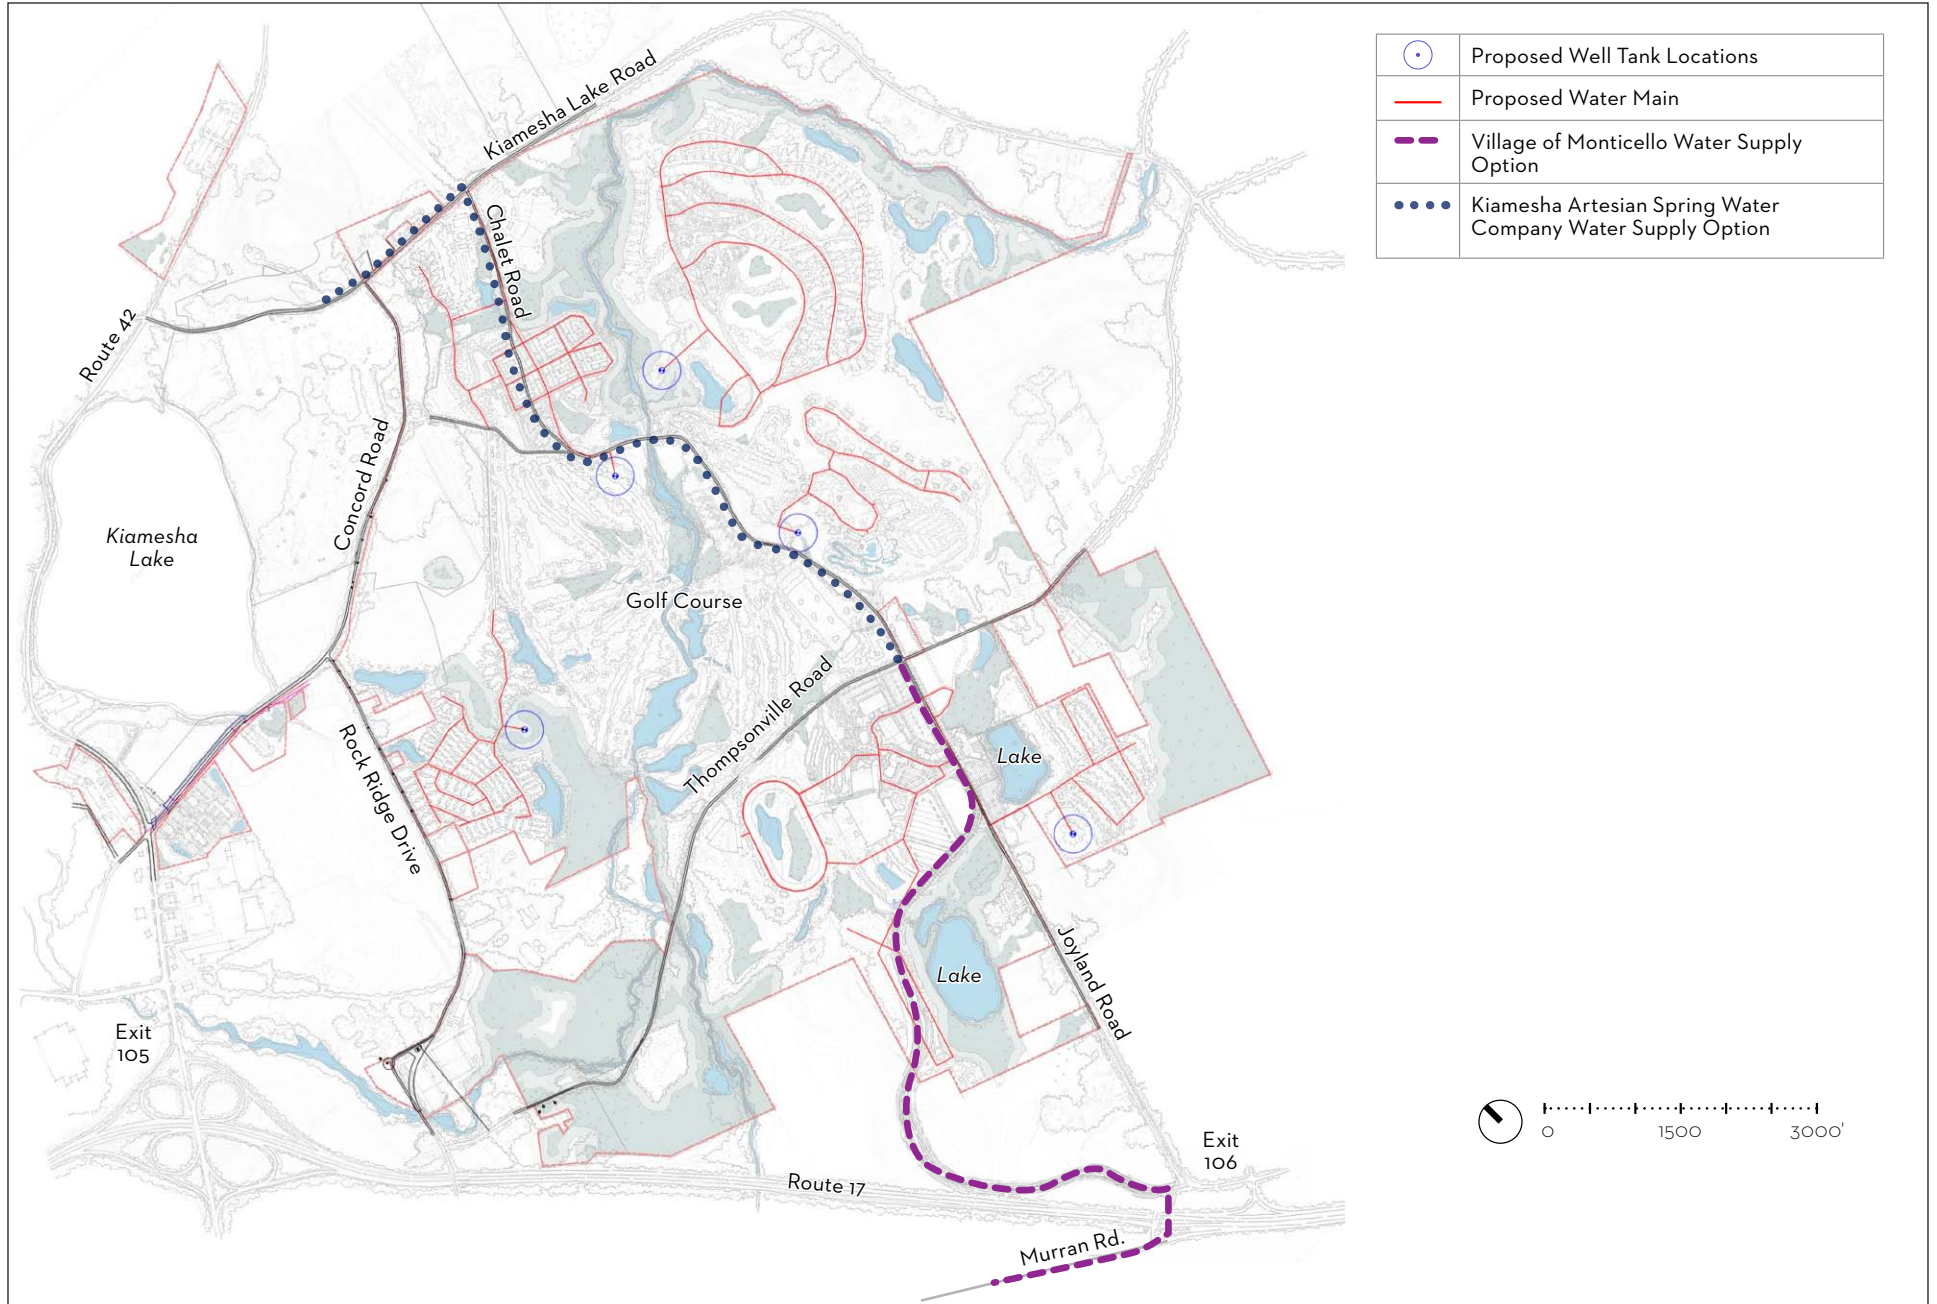 Kiamesha Lake Road
Chalet Road
Route 42
Concord Road
Kiamesha
Lake
Golf Course
Thompsonville Road
Rock Ridge Drive
Lake
Lake
Joyland Road
Exit
105
Exit
106
Route 17
Murran Rd.
Proposed Well Tank Locations
Proposed Water Main
Village of Monticello Water Supply
Option
Kiamesha Artesian Spring Water
Company Water Supply Option
0 1500 3000'